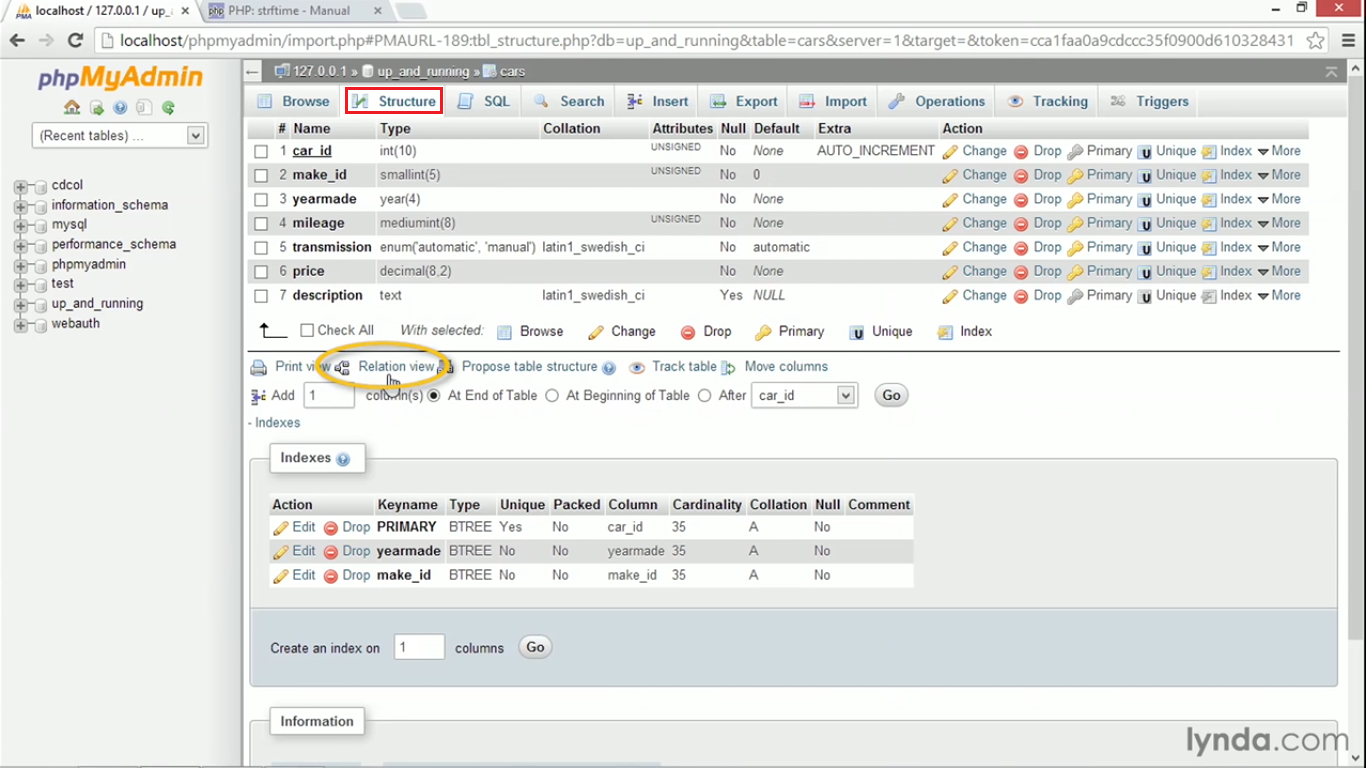 localhost / 127.0.0.1 / up_a
PHP: strftime - Manual
localhost/phpmyadmin/import.php#PMAURL-189:tbl_structure.php?db=up_and_running&table=cars&server=1&target=&token=cca1faa0a9cdccc35f0900d610328431
phpMyAdmin
(Recent tables) ...
cdcol
information_schema
mysql
performance_schema
phpmyadmin
test
up_and_running
webauth
127.0.0.1 » up_and_running » cars
Browse Structure SQL Search Insert Export Import Operations Tracking Triggers
# Name Type Collation Attributes Null Default Extra Action
1 car_id int(10) UNSIGNED No None AUTO_INCREMENT Change Drop Primary Unique Index More
2 make_id smallint(5) UNSIGNED No 0 Change Drop Primary Unique Index More
3 yearmade year(4) No None Change Drop Primary Unique Index More
4 mileage mediumint(8) UNSIGNED No None Change Drop Primary Unique Index More
5 transmission enum('automatic', 'manual') latin1_swedish_ci No automatic Change Drop Primary Unique Index More
6 price decimal(8,2) No None Change Drop Primary Unique Index More
7 description text latin1_swedish_ci Yes NULL Change Drop Primary Unique Index More
Check All With selected: Browse Change Drop Primary Unique Index
Print view Relation view Propose table structure Track table Move columns
Add 1 column(s) At End of Table At Beginning of Table After car_id Go
- Indexes
Indexes
Action Keyname Type Unique Packed Column Cardinality Collation Null Comment
Edit Drop PRIMARY BTREE Yes No car_id 35 A No
Edit Drop yearmade BTREE No No yearmade 35 A No
Edit Drop make_id BTREE No No make_id 35 A No
Create an index on 1 columns Go
Information
lynda.com